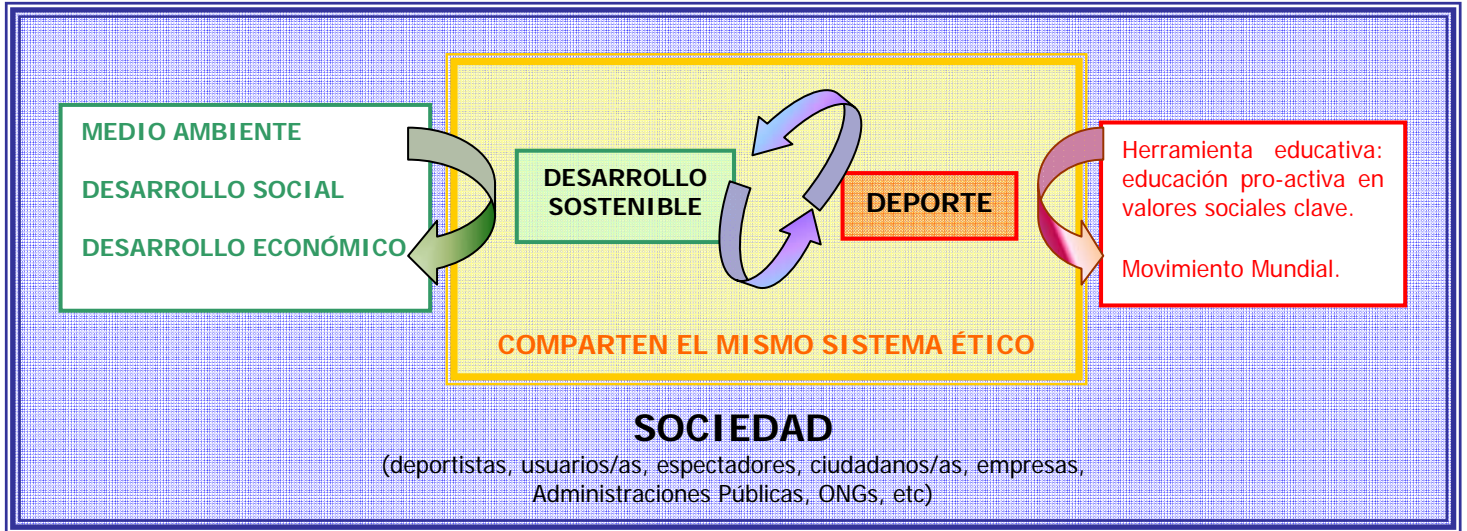 MEDIO AMBIENTE
DESARROLLO SOCIAL
DESARROLLO ECONÓMICO
DESARROLLO
SOSTENIBLE
DEPORTE
COMPARTEN EL MISMO SISTEMA ÉTICO
Herramienta educativa:
educación pro-activa en
valores sociales clave.
Movimiento Mundial.
SOCIEDAD
(deportistas, usuarios/as, espectadores, ciudadanos/as, empresas,
Administraciones Públicas, ONGs, etc)